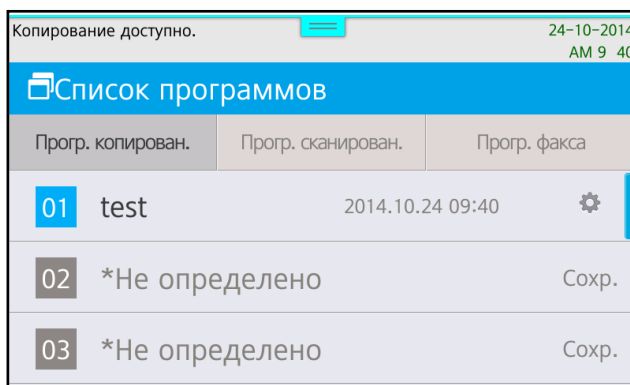 Копирование доступно.
24-10-2014
AM 9 40
Список программов
Прогр. копирован. Прогр. сканирован. Прогр. факса
01 test 2014.10.24 09:40
02 *Не определено Сохр.
03 *Не определено Сохр.